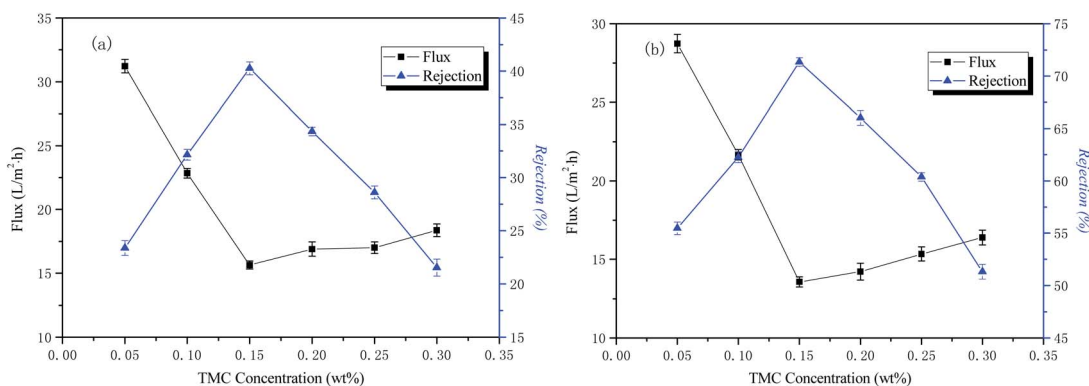 (a)
Flux
Rejection
35
30
25
20
15
10
45
40
35
30
25
20
15
0.00 0.05 0.10 0.15 0.20 0.25 0.30 0.35
TMC Concentration (wt%)
Flux (L/m²·h)
Rejection (%)
(b)
Flux
Rejection
30
25
20
15
10
75
70
65
60
55
50
45
0.00 0.05 0.10 0.15 0.20 0.25 0.30 0.35
TMC Concentration (wt%)
Flux (L/m²·h)
Rejection (%)